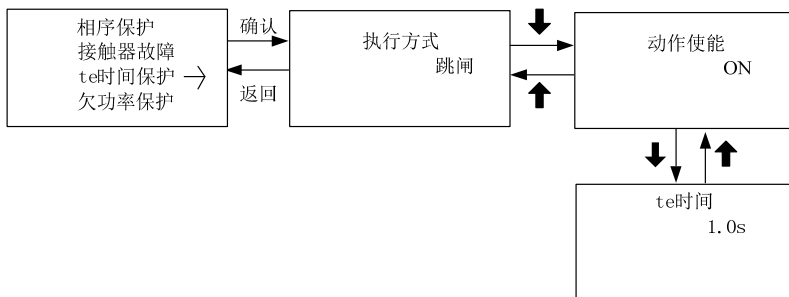 相序保护
接触器故障
te时间保护
欠功率保护
确认
返回
执行方式
跳闸
动作使能
ON
te时间
1.0s